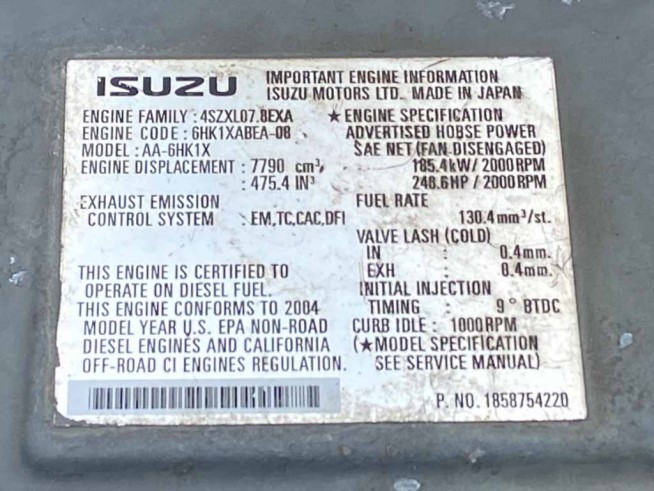 ISUZU
IMPORTANT ENGINE INFORMATION
ISUZU MOTORS LTD. MADE IN JAPAN
ENGINE FAMILY : 4SZXL07.8EXA
ENGINE CODE : 6HK1XABEA-08
MODEL : AA-6HK1X
ENGINE DISPLACEMENT : 7790 cm³
: 475.4 IN³
EXHAUST EMISSION
CONTROL SYSTEM : EM,TC,CAC,DFI
THIS ENGINE IS CERTIFIED TO
OPERATE ON DIESEL FUEL.
THIS ENGINE CONFORMS TO 2004
MODEL YEAR U.S. EPA NON-ROAD
DIESEL ENGINES AND CALIFORNIA
OFF-ROAD CI ENGINES REGULATION.
★ ENGINE SPECIFICATION
ADVERTISED HORSE POWER
SAE NET (FAN DISENGAGED)
185.4kW/ 2000RPM
248.6HP / 2000RPM
FUEL RATE
130.4mm³/st.
VALVE LASH (COLD)
IN : 0.4mm.
EXH : 0.4mm.
INITIAL INJECTION
TIMING : 9° BTDC
CURB IDLE : 1000RPM
(★MODEL SPECIFICATION
SEE SERVICE MANUAL)
P. NO. 1858754220